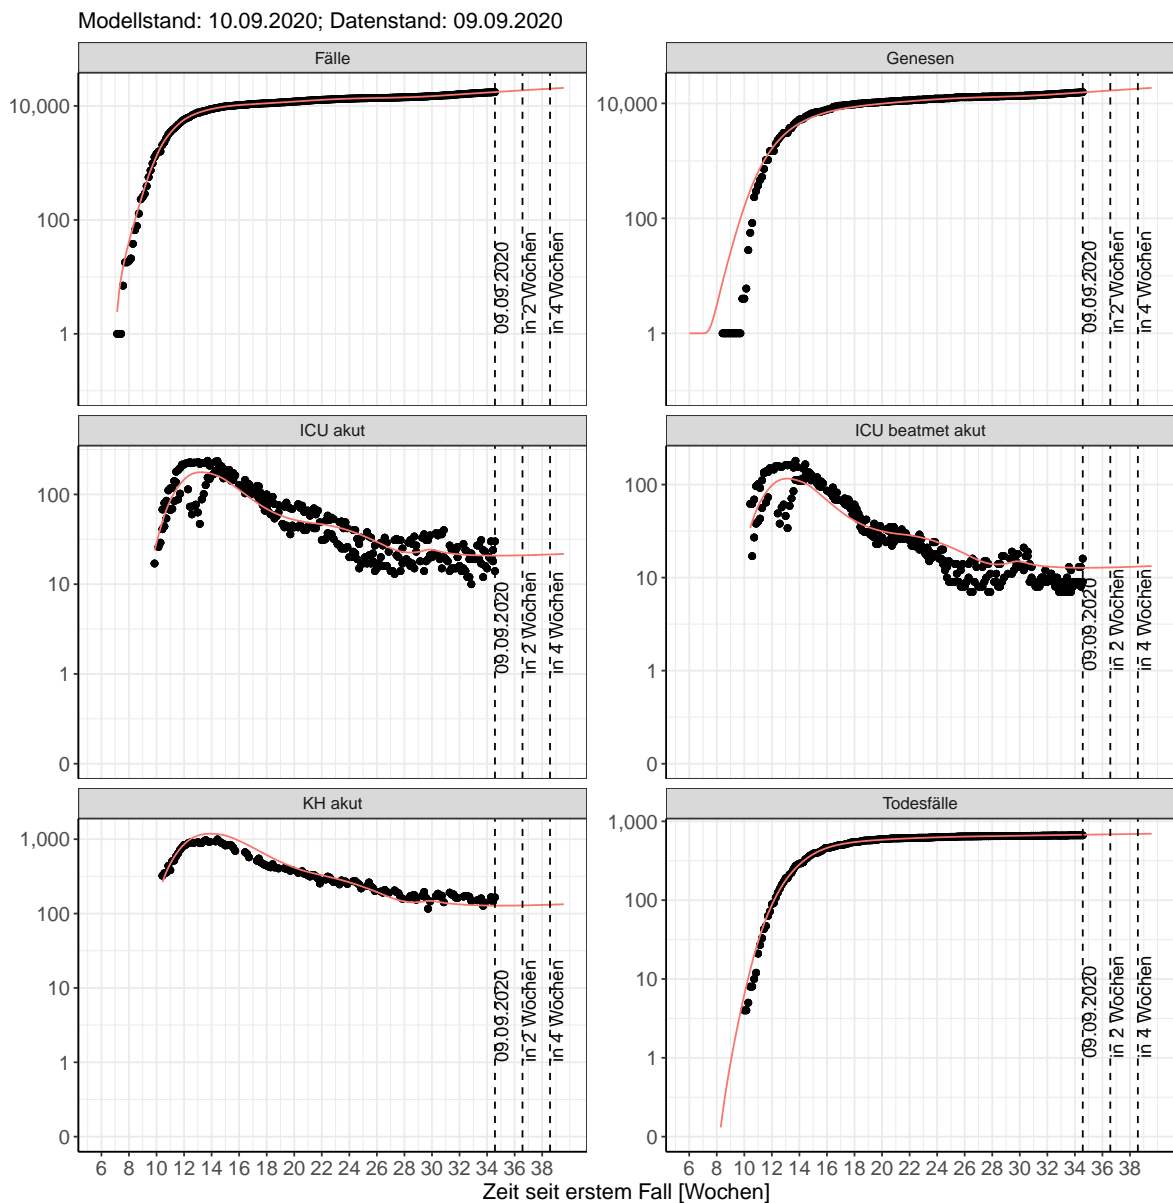 Modellstand: 10.09.2020; Datenstand: 09.09.2020
Fälle
Genesen
10,000
100
1
09.09.2020
in 2 Wochen
in 4 Wochen
10,000
100
1
09.09.2020
in 2 Wochen
in 4 Wochen
ICU akut
ICU beatmet akut
100
10
1
0
09.09.2020
in 2 Wochen
in 4 Wochen
100
10
1
0
09.09.2020
in 2 Wochen
in 4 Wochen
KH akut
Todesfälle
1,000
100
10
1
0
09.09.2020
in 2 Wochen
in 4 Wochen
1,000
100
10
1
0
09.09.2020
in 2 Wochen
in 4 Wochen
6 8 10 12 14 16 18 20 22 24 26 28 30 32 34 36 38
6 8 10 12 14 16 18 20 22 24 26 28 30 32 34 36 38
Zeit seit erstem Fall [Wochen]